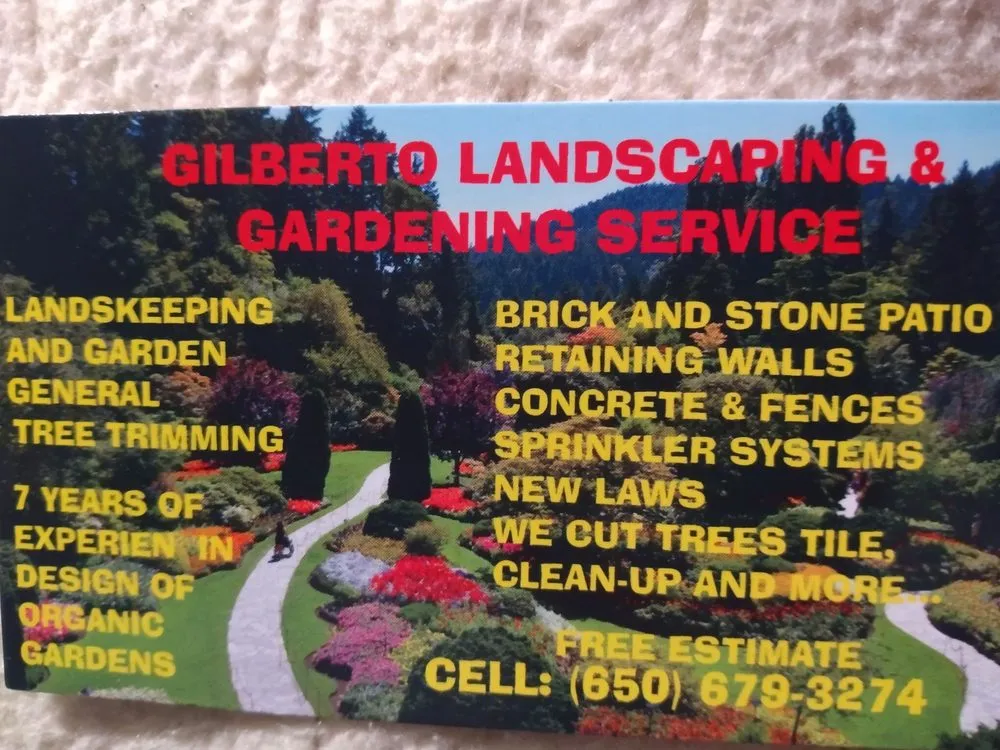 GILBERTO LANDSCAPING &
GARDENING SERVICE
LANDSKEEPING
AND GARDEN
GENERAL
TREE TRIMMING
7 YEARS OF
EXPERIEN IN
DESIGN OF
ORGANIC
GARDENS
BRICK AND STONE PATIO
RETAINING WALLS
CONCRETE & FENCES
SPRINKLER SYSTEMS
NEW LAWS
WE CUT TREES TILE,
CLEAN-UP AND MORE...
FREE ESTIMATE
CELL: (650) 679-3274